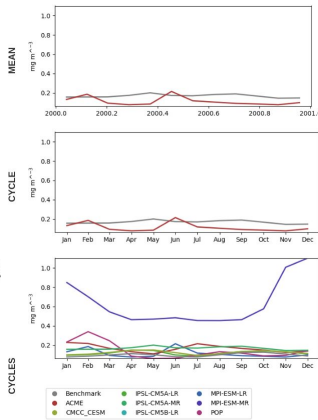 MEAN
mg m^-3
1.0
0.8
0.6
0.4
0.2
2000.0 2000.2 2000.4 2000.6 2000.8 2001.0
CYCLE
mg m^-3
1.0
0.8
0.6
0.4
0.2
Jan Feb Mar Apr May Jun Jul Aug Sep Oct Nov Dec
CYCLES
mg m^-3
1.0
0.8
0.6
0.4
0.2
Jan Feb Mar Apr May Jun Jul Aug Sep Oct Nov Dec
Benchmark IPSL-CM5A-LR MPI-ESM-LR
ACME IPSL-CM5A-MR MPI-ESM-MR
CMCC_CESM IPSL-CM5B-LR POP